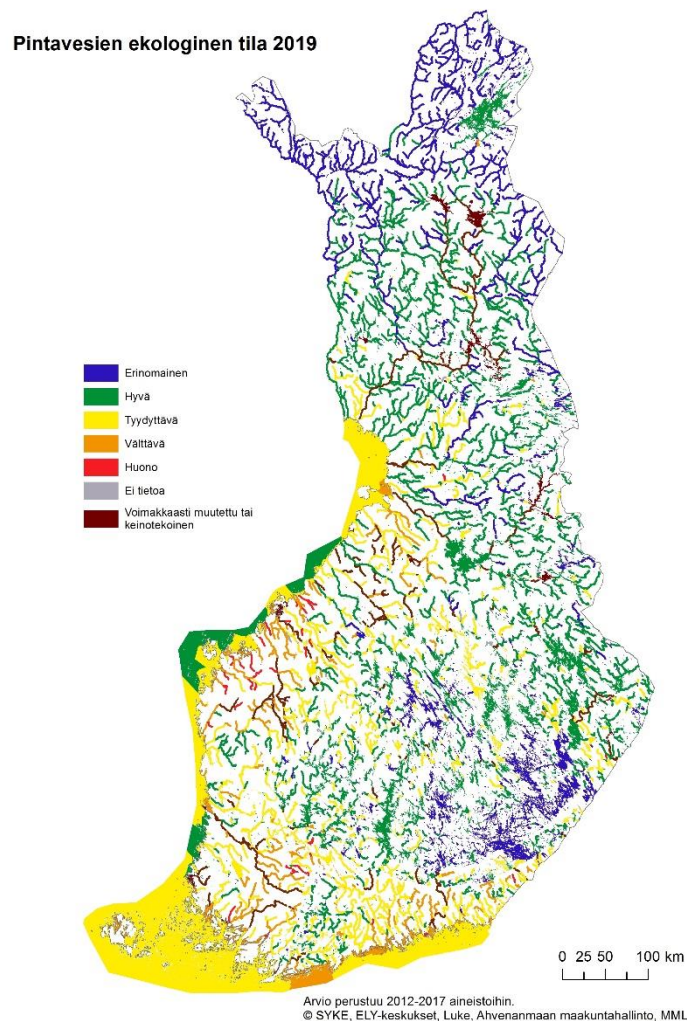 Pintavesien ekologinen tila 2019
Erinomainen
Hyvä
Tyydyttävä
Välttävä
Huono
Ei tietoa
Voimakkaasti muutettu tai
keinotekoinen
0 25 50 100 km
Arvio perustuu 2012-2017 aineistoihin.
© SYKE, ELY-keskukset, Luke, Ahvenanmaan maakuntahallinto, MML